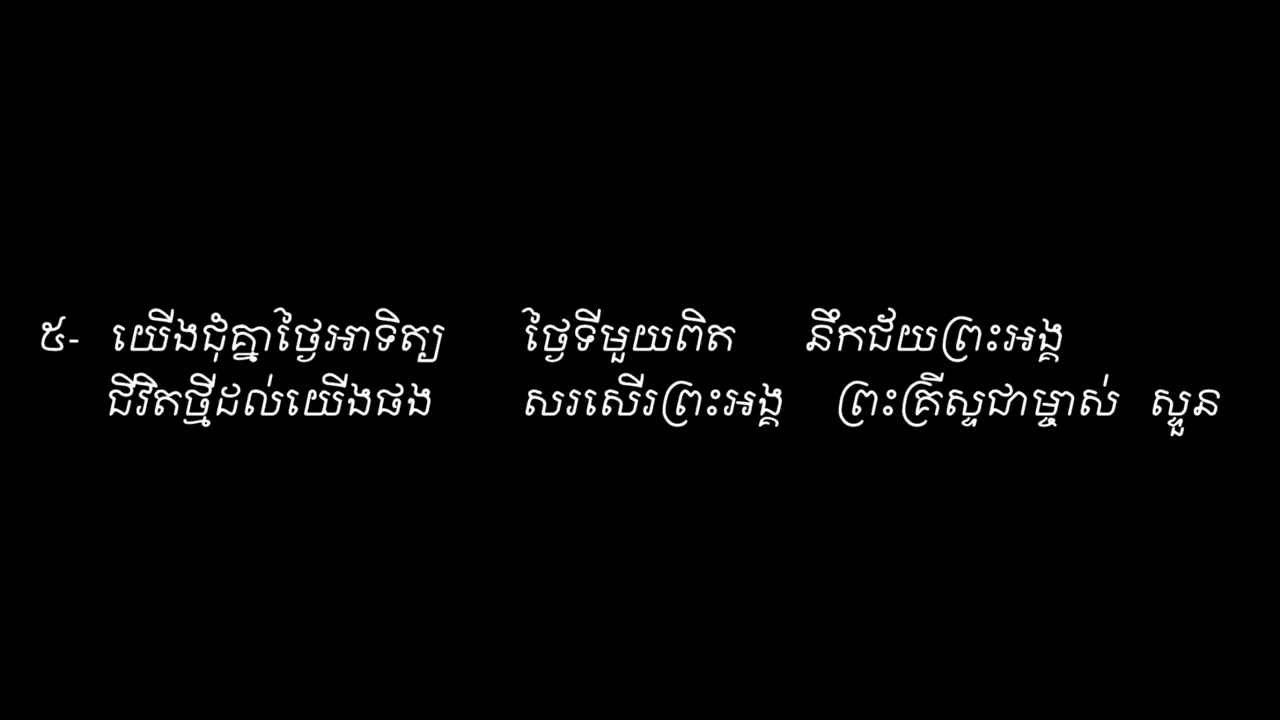 ៥- យើងជុំគ្នាថ្ងៃអាទិត្យ ថ្ងៃទីមួយពិត នឹកជ័យព្រះអង្គ
ជីវិតថ្មីដល់យើងផង សរសើរព្រះអង្គ ព្រះគ្រីស្ទជាម្ចាស់ ស្ទួន